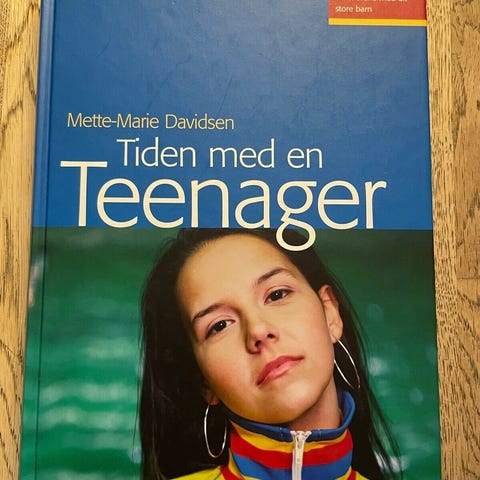 store barn
Mette-Marie Davidsen
Tiden med en
Teenager